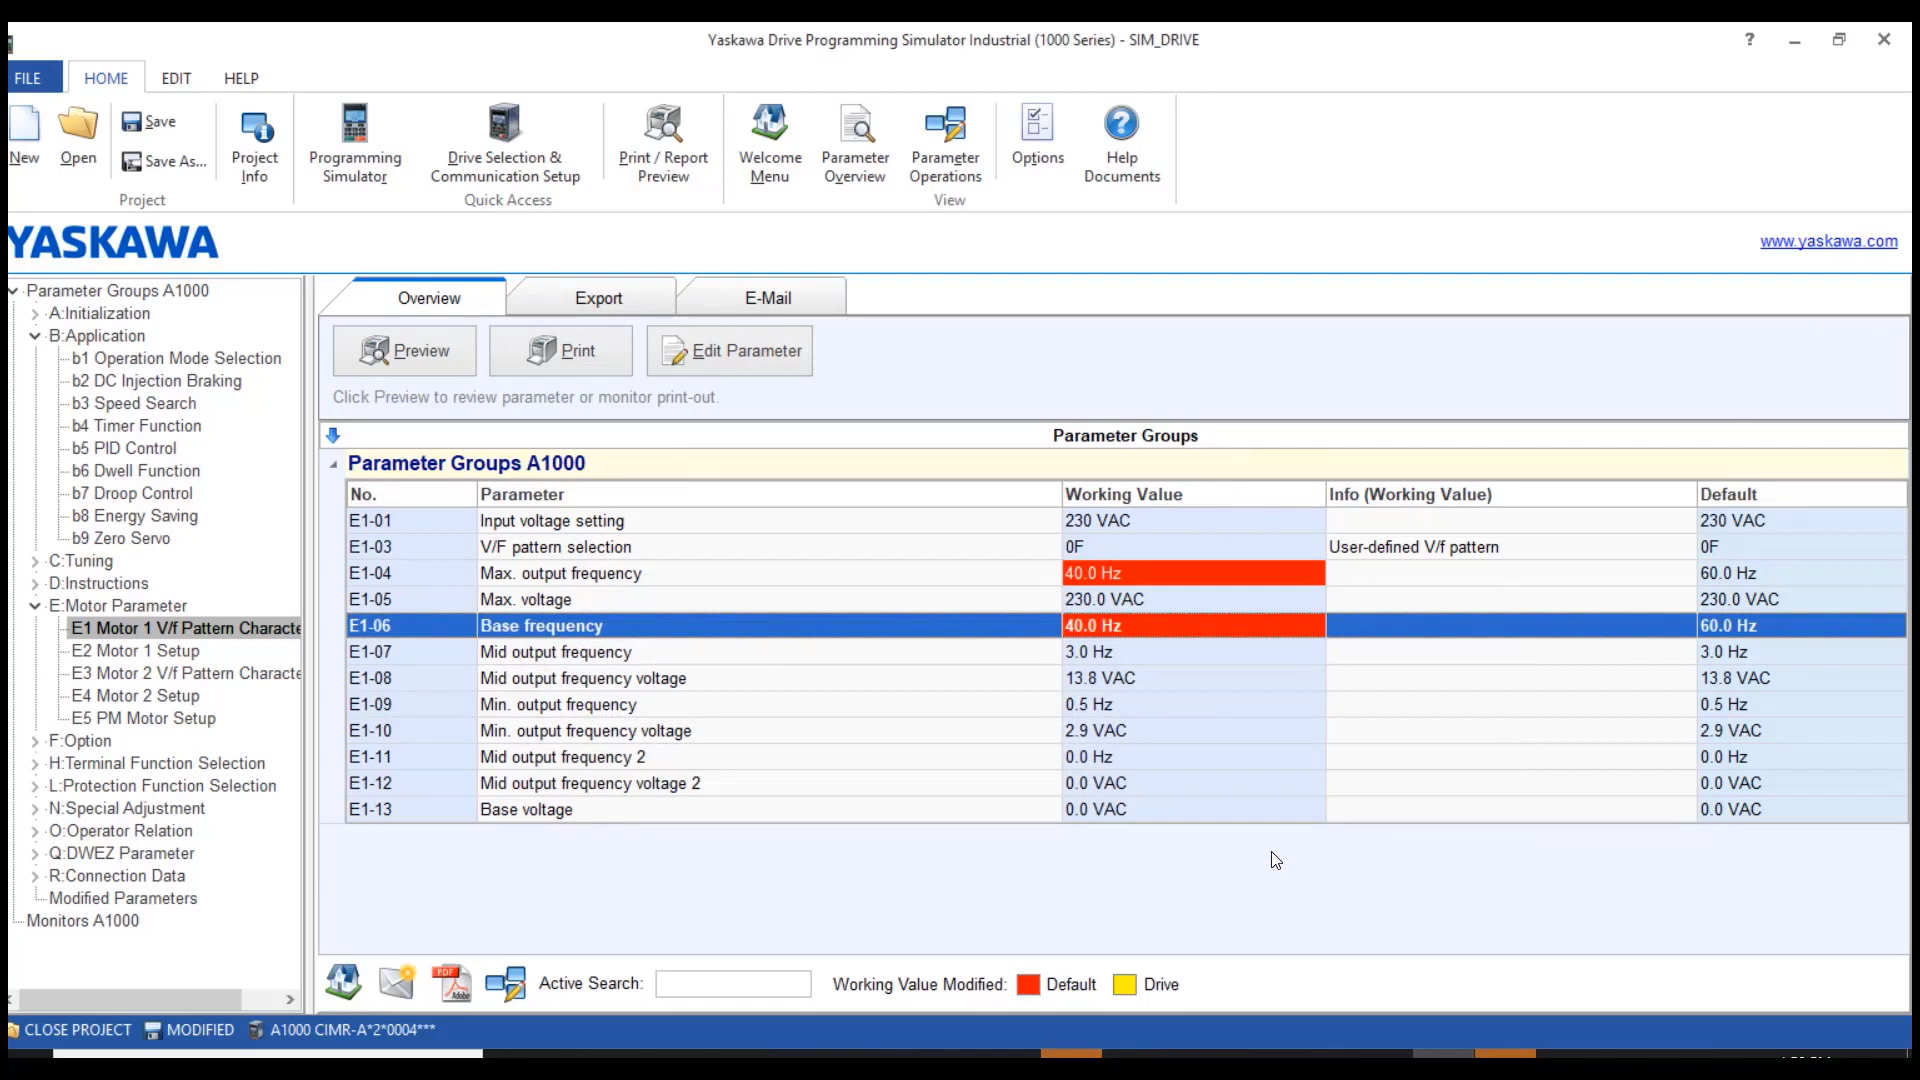 Yaskawa Drive Programming Simulator Industrial (1000 Series) - SIM_DRIVE
?
FILE HOME EDIT HELP
New
Open
Save
Save As...
Project Info
Project
Programming Simulator
Drive Selection & Communication Setup
Quick Access
Print / Report Preview
Welcome Menu
Parameter Overview
Parameter Operations
View
Options
Help Documents
YASKAWA
www.yaskawa.com
Parameter Groups A1000
A:Initialization
B:Application
b1 Operation Mode Selection
b2 DC Injection Braking
b3 Speed Search
b4 Timer Function
b5 PID Control
b6 Dwell Function
b7 Droop Control
b8 Energy Saving
b9 Zero Servo
C:Tuning
D:Instructions
E:Motor Parameter
E1 Motor 1 V/f Pattern Characte
E2 Motor 1 Setup
E3 Motor 2 V/f Pattern Characte
E4 Motor 2 Setup
E5 PM Motor Setup
F:Option
H:Terminal Function Selection
L:Protection Function Selection
N:Special Adjustment
O:Operator Relation
Q:DWEZ Parameter
R:Connection Data
Modified Parameters
Monitors A1000
Overview Export E-Mail
Preview Print Edit Parameter
Click Preview to review parameter or monitor print-out.
Parameter Groups
Parameter Groups A1000
No. Parameter Working Value Info (Working Value) Default
E1-01 Input voltage setting 230 VAC 230 VAC
E1-03 V/F pattern selection 0F User-defined V/f pattern 0F
E1-04 Max. output frequency 40.0 Hz 60.0 Hz
E1-05 Max. voltage 230.0 VAC 230.0 VAC
E1-06 Base frequency 40.0 Hz 60.0 Hz
E1-07 Mid output frequency 3.0 Hz 3.0 Hz
E1-08 Mid output frequency voltage 13.8 VAC 13.8 VAC
E1-09 Min. output frequency 0.5 Hz 0.5 Hz
E1-10 Min. output frequency voltage 2.9 VAC 2.9 VAC
E1-11 Mid output frequency 2 0.0 Hz 0.0 Hz
E1-12 Mid output frequency voltage 2 0.0 VAC 0.0 VAC
E1-13 Base voltage 0.0 VAC 0.0 VAC
PDF
Adobe
Active Search:
Working Value Modified: Default Drive
CLOSE PROJECT MODIFIED A1000 CIMR-A*2*0004***